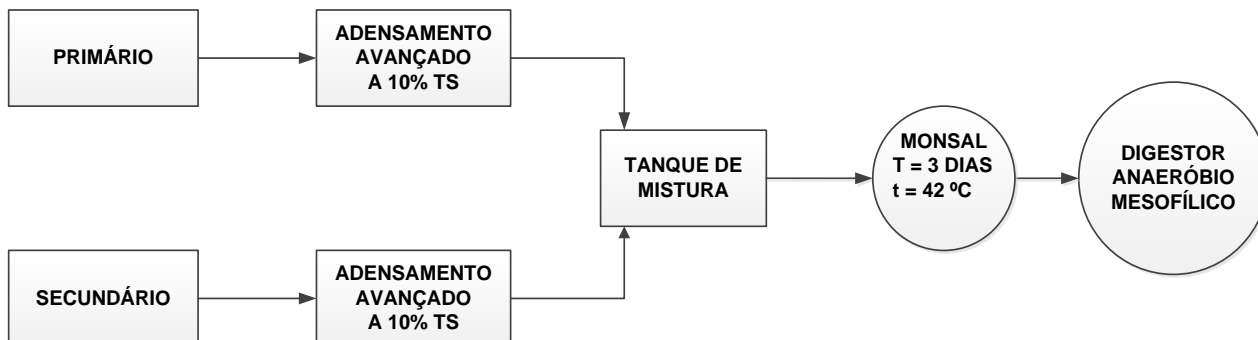 PRIMÁRIO
ADENSAMENTO
AVANÇADO
A 10% TS
TANQUE DE
MISTURA
MONSAL
T = 3 DIAS
t = 42 ºC
DIGESTOR
ANAERÓBIO
MESOFÍLICO
SECUNDÁRIO
ADENSAMENTO
AVANÇADO
A 10% TS